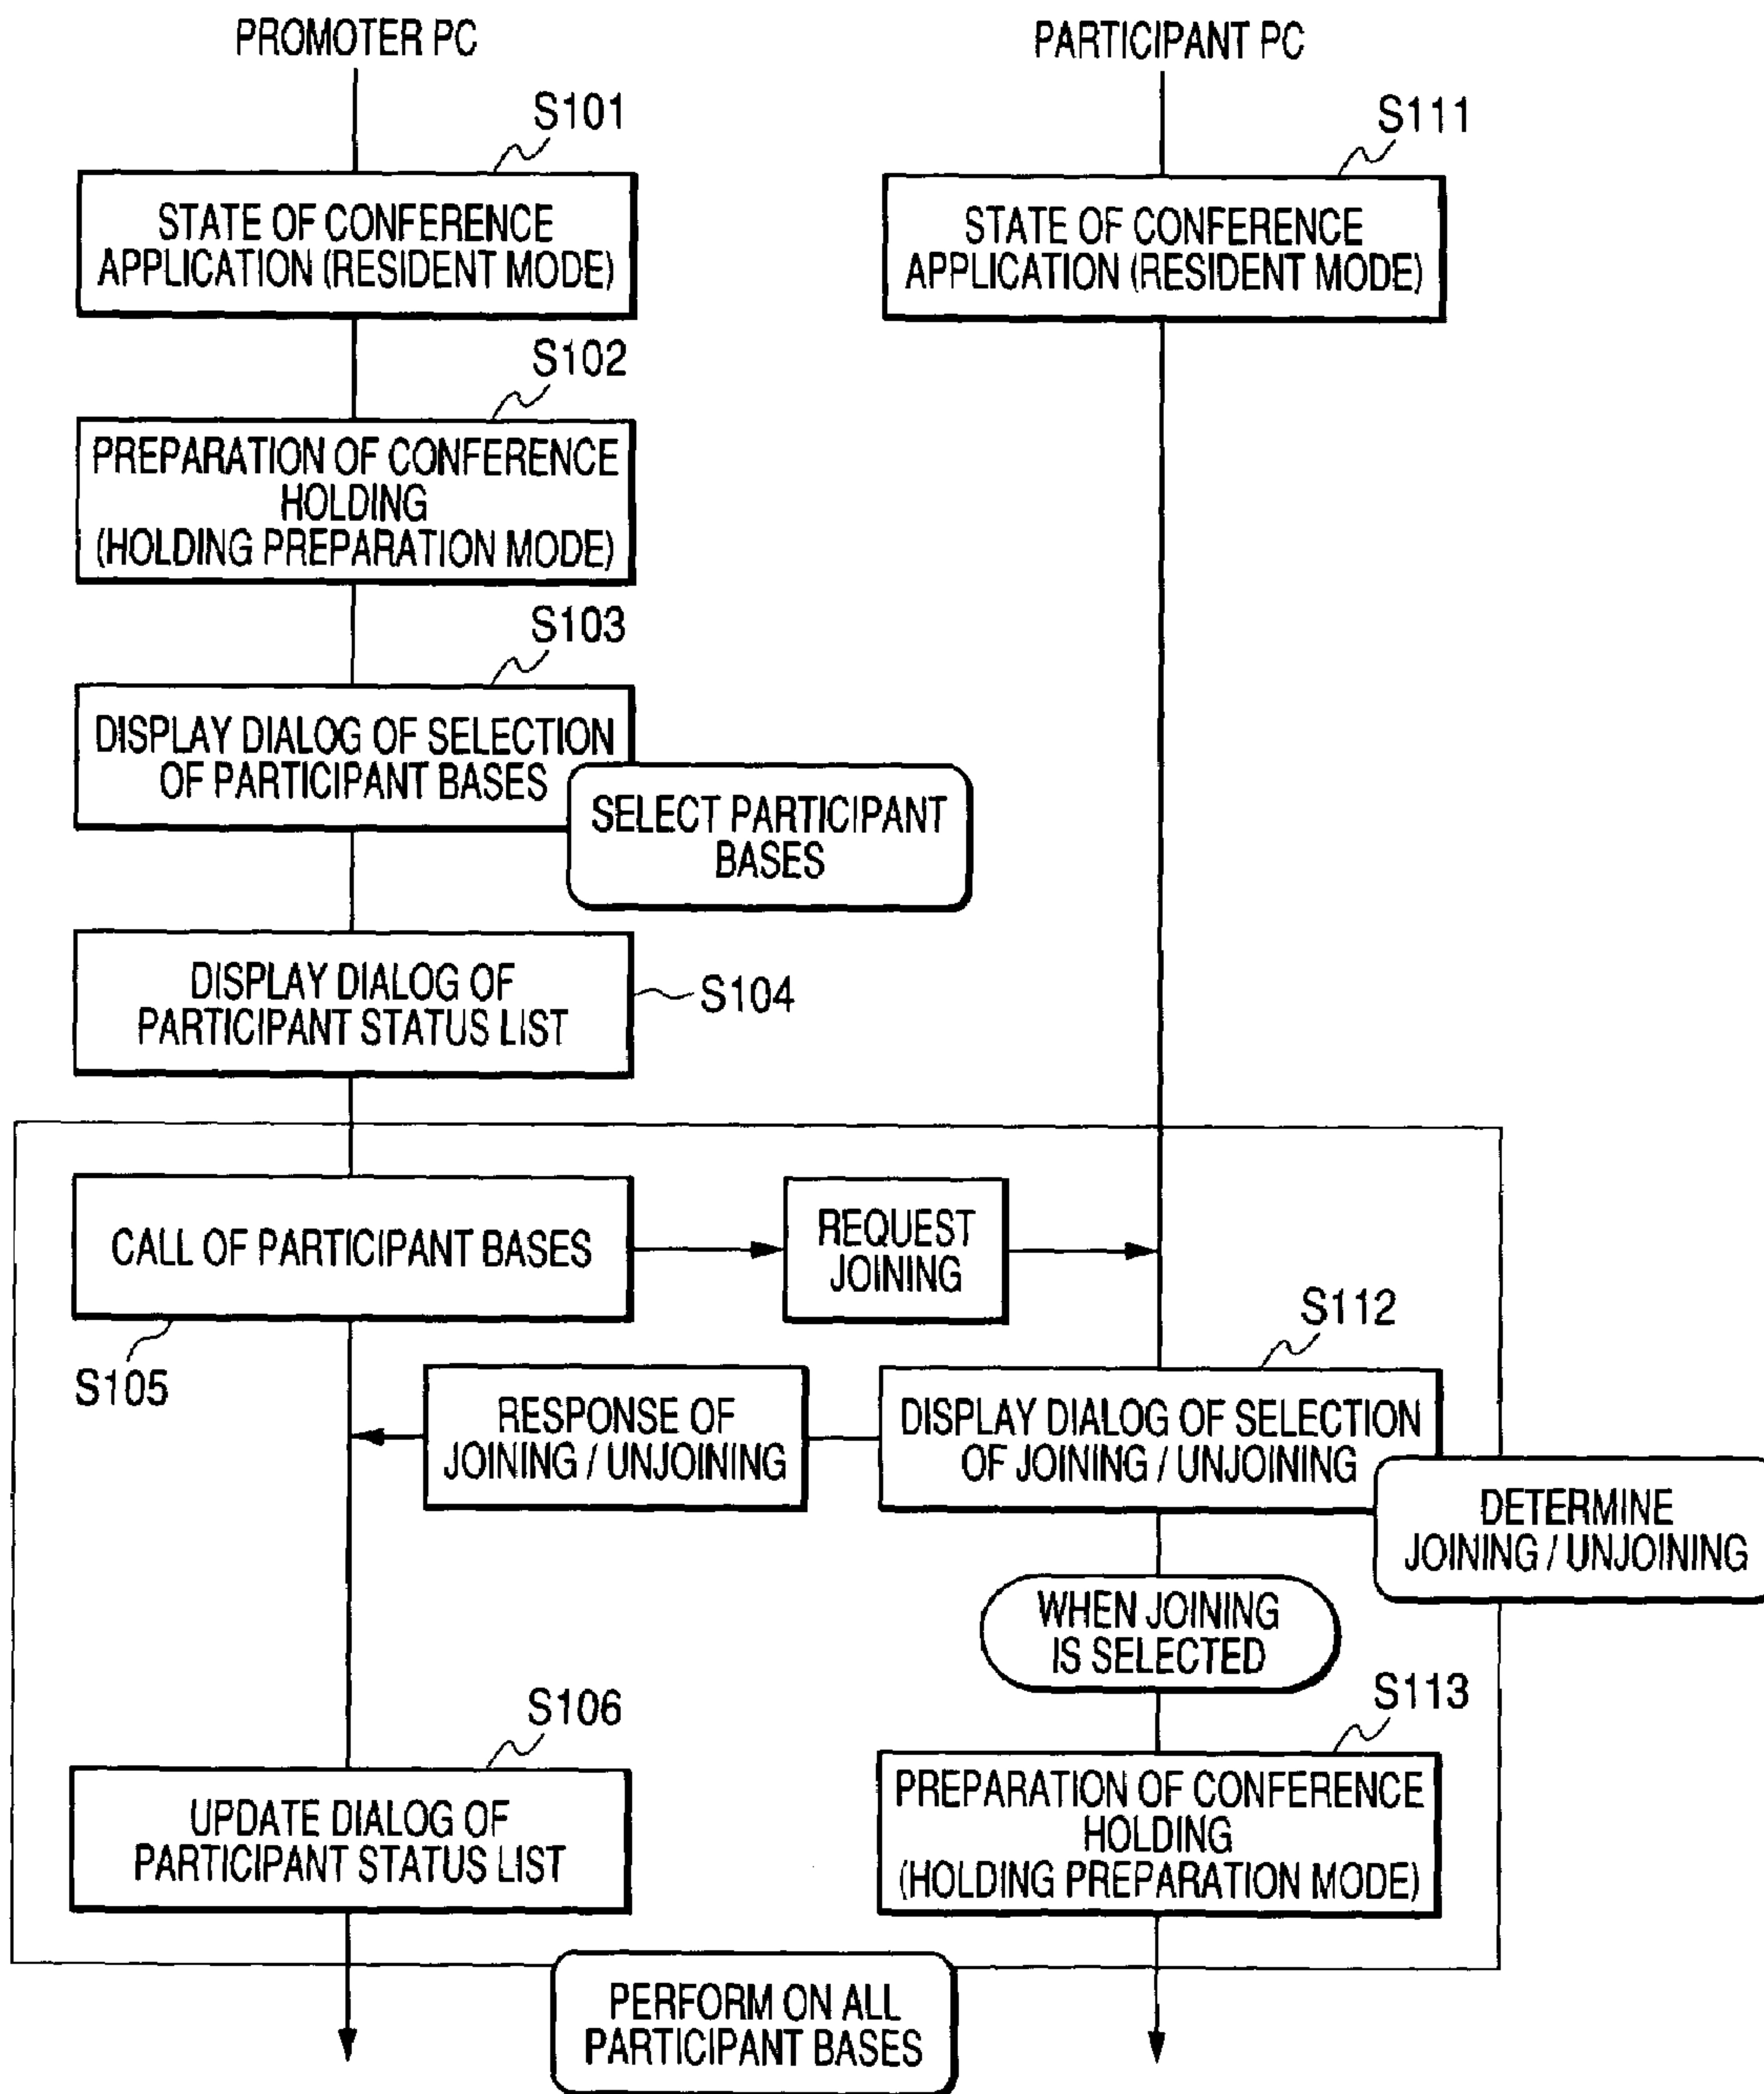 PROMOTER PC
PARTICIPANT PC
S101
S111
STATE OF CONFERENCE
APPLICATION (RESIDENT MODE)
STATE OF CONFERENCE
APPLICATION (RESIDENT MODE)
S102
PREPARATION OF CONFERENCE
HOLDING
(HOLDING PREPARATION MODE)
S103
DISPLAY DIALOG OF SELECTION
OF PARTICIPANT BASES
SELECT PARTICIPANT
BASES
DISPLAY DIALOG OF
PARTICIPANT STATUS LIST
S104
CALL OF PARTICIPANT BASES
REQUEST
JOINING
S105
S112
RESPONSE OF
JOINING / UNJOINING
DISPLAY DIALOG OF SELECTION
OF JOINING / UNJOINING
DETERMINE
JOINING / UNJOINING
WHEN JOINING
IS SELECTED
S106
S113
UPDATE DIALOG OF
PARTICIPANT STATUS LIST
PREPARATION OF CONFERENCE
HOLDING
(HOLDING PREPARATION MODE)
PERFORM ON ALL
PARTICIPANT BASES